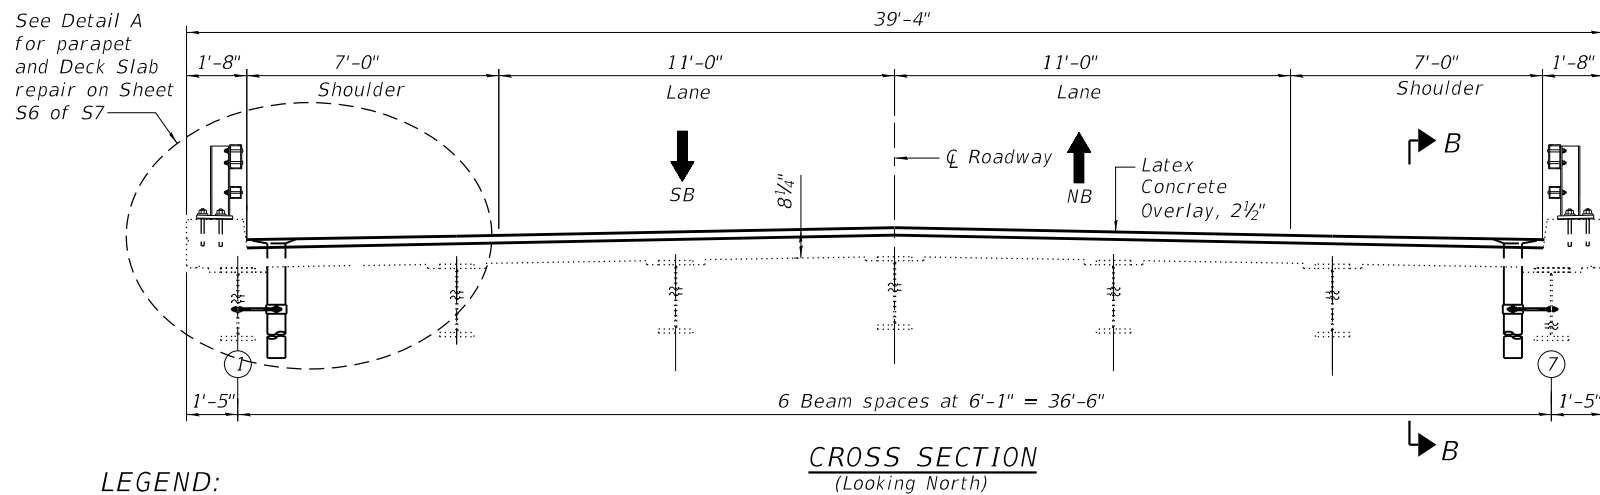 See Detail A
for parapet
and Deck Slab
repair on Sheet
S6 of S7
39'-4"
1'-8"
7'-0"
11'-0"
11'-0"
7'-0"
1'-8"
Shoulder
Lane
Lane
Shoulder
SB
8¼"
℄ Roadway
NB
Latex
Concrete
Overlay, 2½"
B
1
7
1'-5"
6 Beam spaces at 6'-1" = 36'-6"
1'-5"
B
CROSS SECTION
(Looking North)
LEGEND: